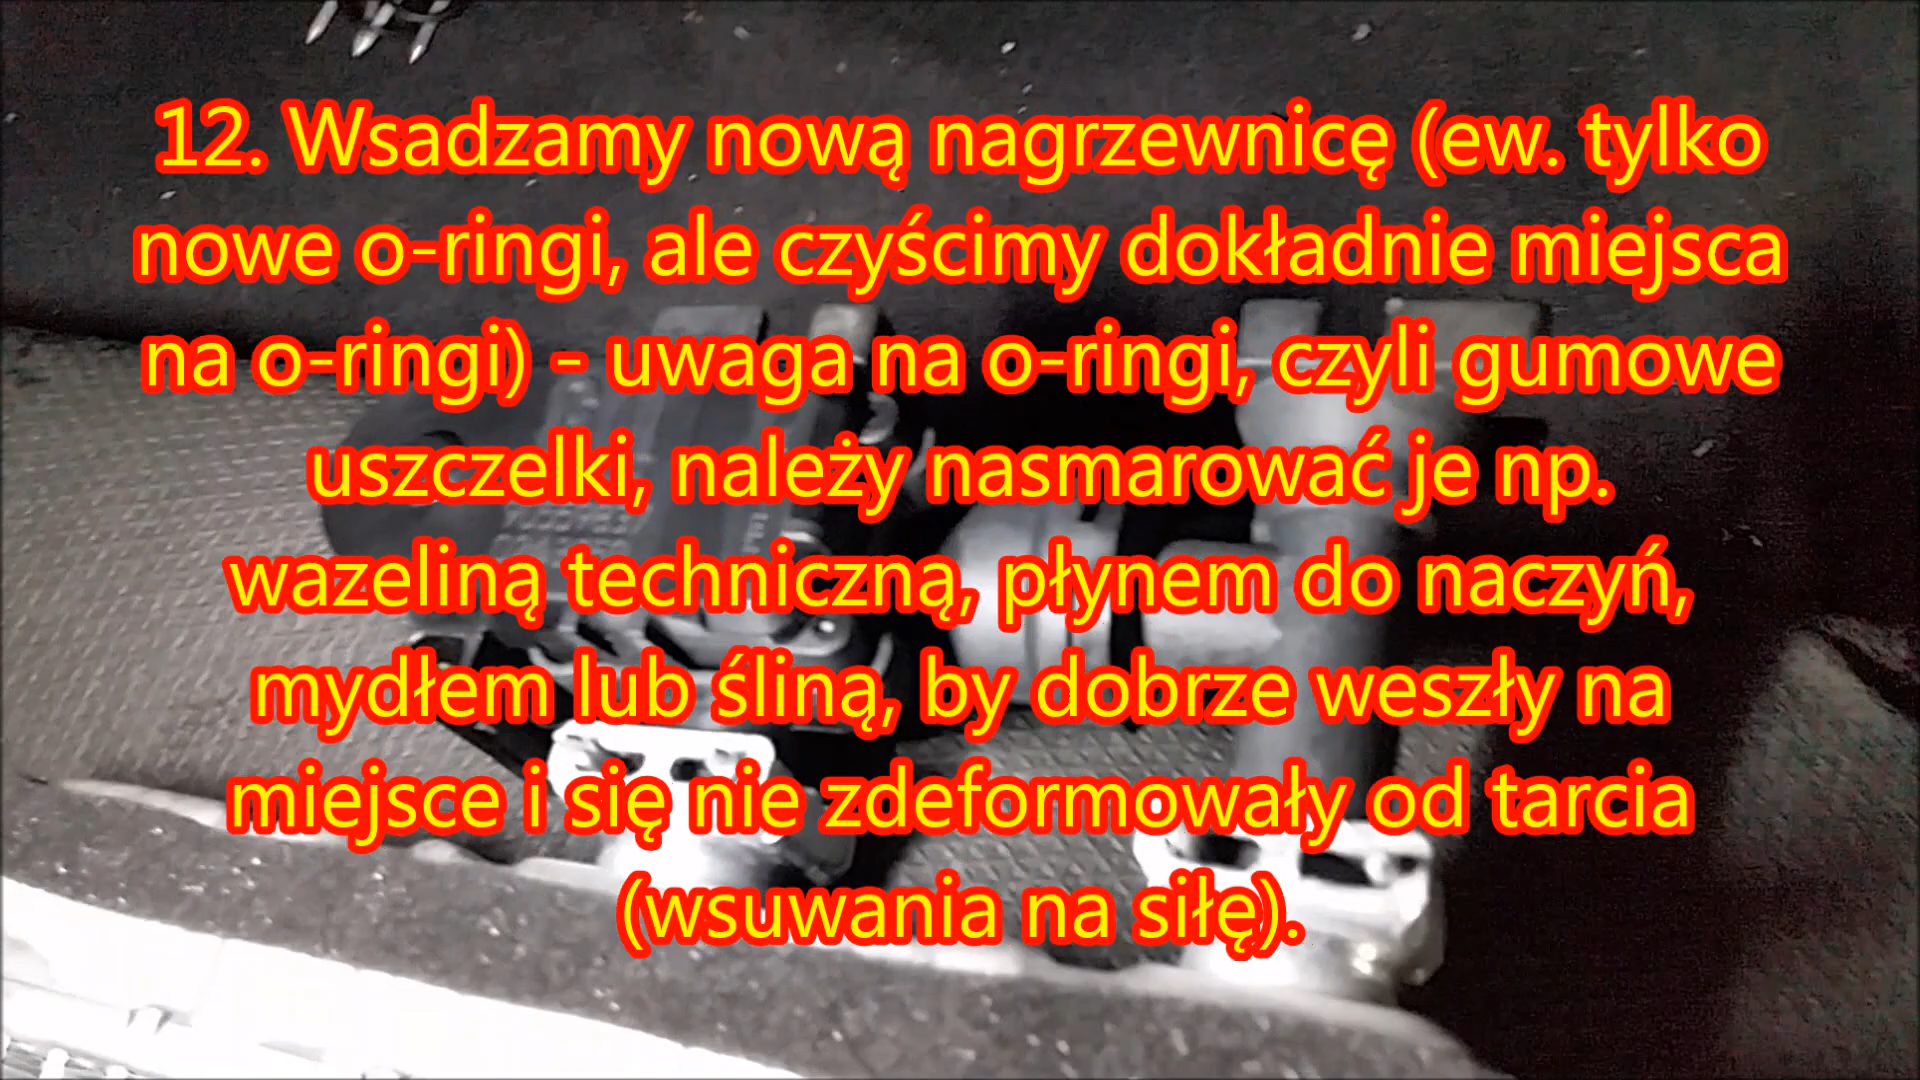 12. Wsadzamy nową nagrzewnicę (ew. tylko
nowe o-ringi, ale czyścimy dokładnie miejsca
na o-ringi) - uwaga na o-ringi, czyli gumowe
uszczelki, należy nasmarować je np.
wazeliną techniczną, płynem do naczyń,
mydłem lub śliną, by dobrze weszły na
miejsce i się nie zdeformowały od tarcia
(wsuwania na siłę).